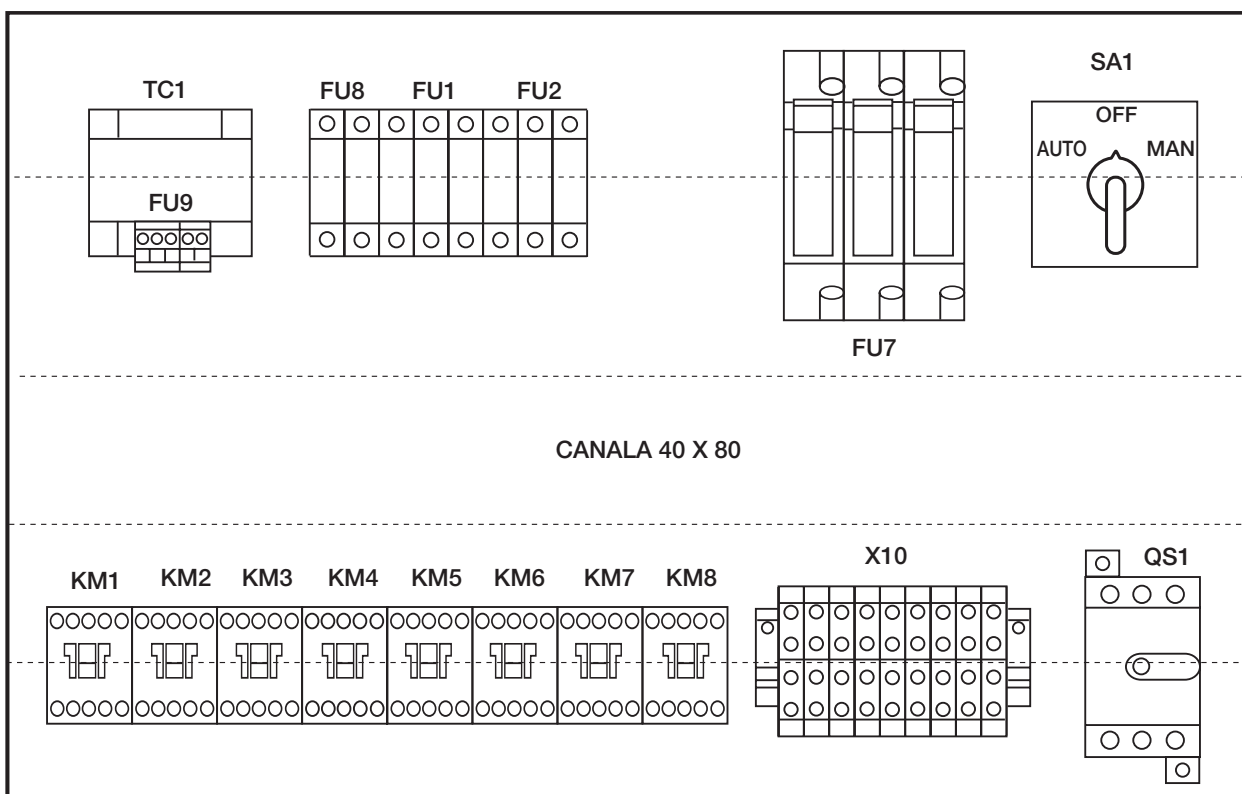 TC1
FU9
FU8 FU1 FU2
FU7
SA1
OFF
AUTO MAN
CANALA 40 X 80
KM1 KM2 KM3 KM4 KM5 KM6 KM7 KM8
X10
QS1